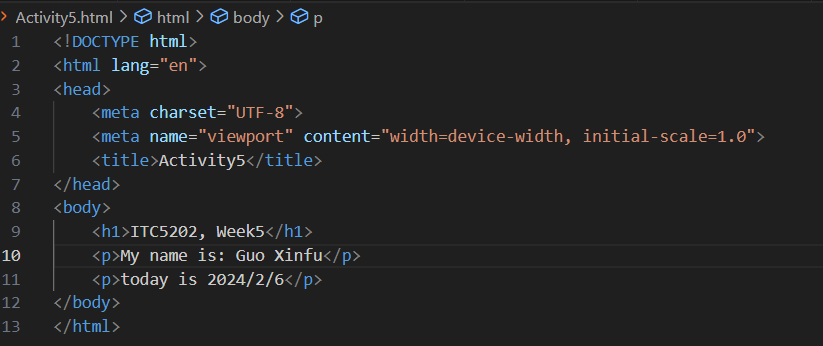 Activity5.html > html > body > p
1 <!DOCTYPE html>
2 <html lang="en">
3 <head>
4     <meta charset="UTF-8">
5     <meta name="viewport" content="width=device-width, initial-scale=1.0">
6     <title>Activity5</title>
7 </head>
8 <body>
9     <h1>ITC5202, Week5</h1>
10     <p>My name is: Guo Xinfu</p>
11     <p>today is 2024/2/6</p>
12 </body>
13 </html>